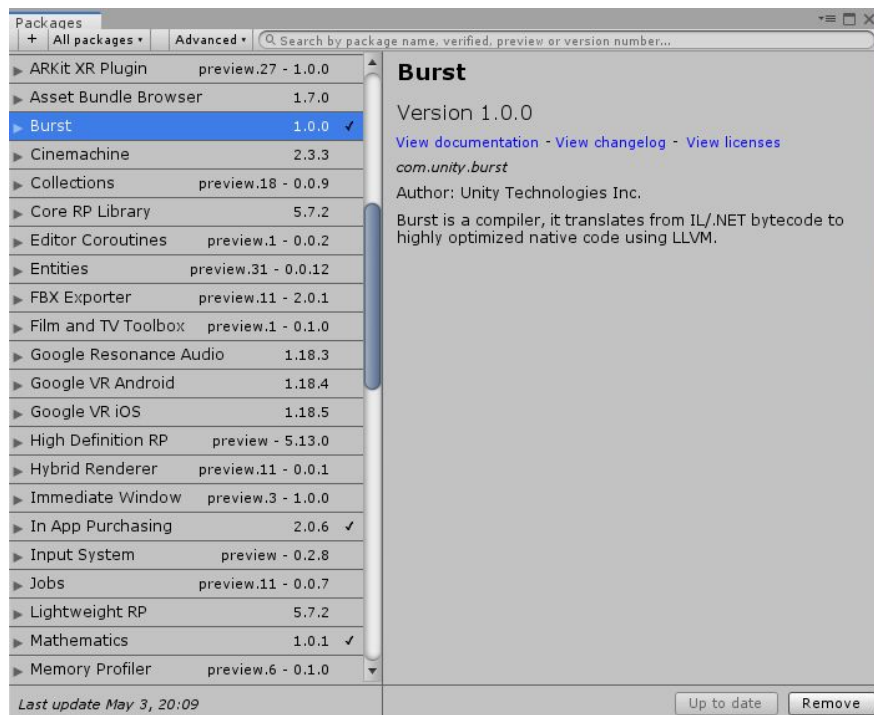 Packages
+ All packages Advanced Search by package name, verified, preview or version number...
ARKit XR Plugin preview.27 - 1.0.0
Asset Bundle Browser 1.7.0
Burst 1.0.0 ✓
Cinemachine 2.3.3
Collections preview.18 - 0.0.9
Core RP Library 5.7.2
Editor Coroutines preview.1 - 0.0.2
Entities preview.31 - 0.0.12
FBX Exporter preview.11 - 2.0.1
Film and TV Toolbox preview.1 - 0.1.0
Google Resonance Audio 1.18.3
Google VR Android 1.18.4
Google VR iOS 1.18.5
High Definition RP preview - 5.13.0
Hybrid Renderer preview.11 - 0.0.1
Immediate Window preview.3 - 1.0.0
In App Purchasing 2.0.6 ✓
Input System preview - 0.2.8
Jobs preview.11 - 0.0.7
Lightweight RP 5.7.2
Mathematics 1.0.1 ✓
Memory Profiler preview.6 - 0.1.0
Last update May 3, 20:09
Burst
Version 1.0.0
View documentation - View changelog - View licenses
com.unity.burst
Author: Unity Technologies Inc.
Burst is a compiler, it translates from IL/.NET bytecode to
highly optimized native code using LLVM.
Up to date Remove